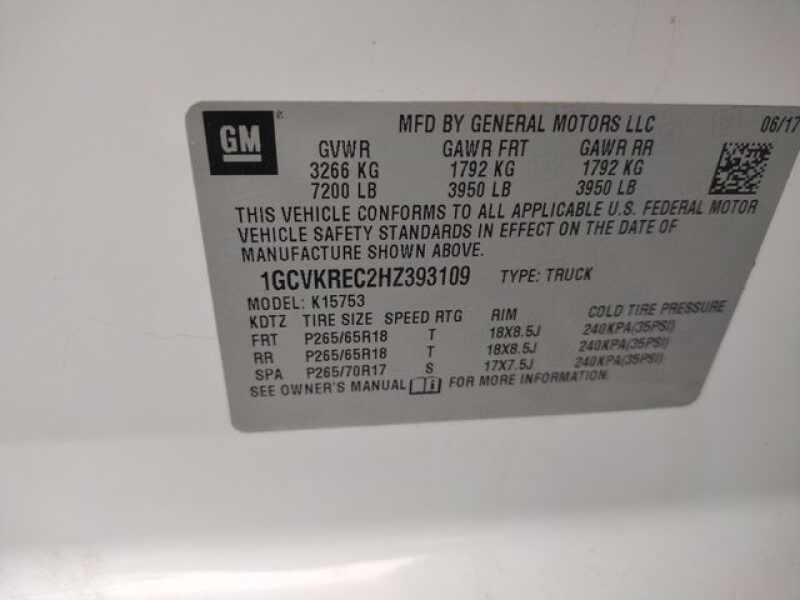 GM
MFD BY GENERAL MOTORS LLC 06/17
GVWR GAWR FRT GAWR RR
3266 KG 1792 KG 1792 KG
7200 LB 3950 LB 3950 LB
THIS VEHICLE CONFORMS TO ALL APPLICABLE U.S. FEDERAL MOTOR
VEHICLE SAFETY STANDARDS IN EFFECT ON THE DATE OF
MANUFACTURE SHOWN ABOVE.
1GCVKREC2HZ393109 TYPE: TRUCK
MODEL: K15753
KDTZ TIRE SIZE SPEED RTG RIM COLD TIRE PRESSURE
FRT P265/65R18 T 18X8.5J 240KPA(35PSI)
RR P265/65R18 T 18X8.5J 240KPA(35PSI)
SPA P265/70R17 S 17X7.5J 240KPA(35PSI)
SEE OWNER'S MANUAL FOR MORE INFORMATION.